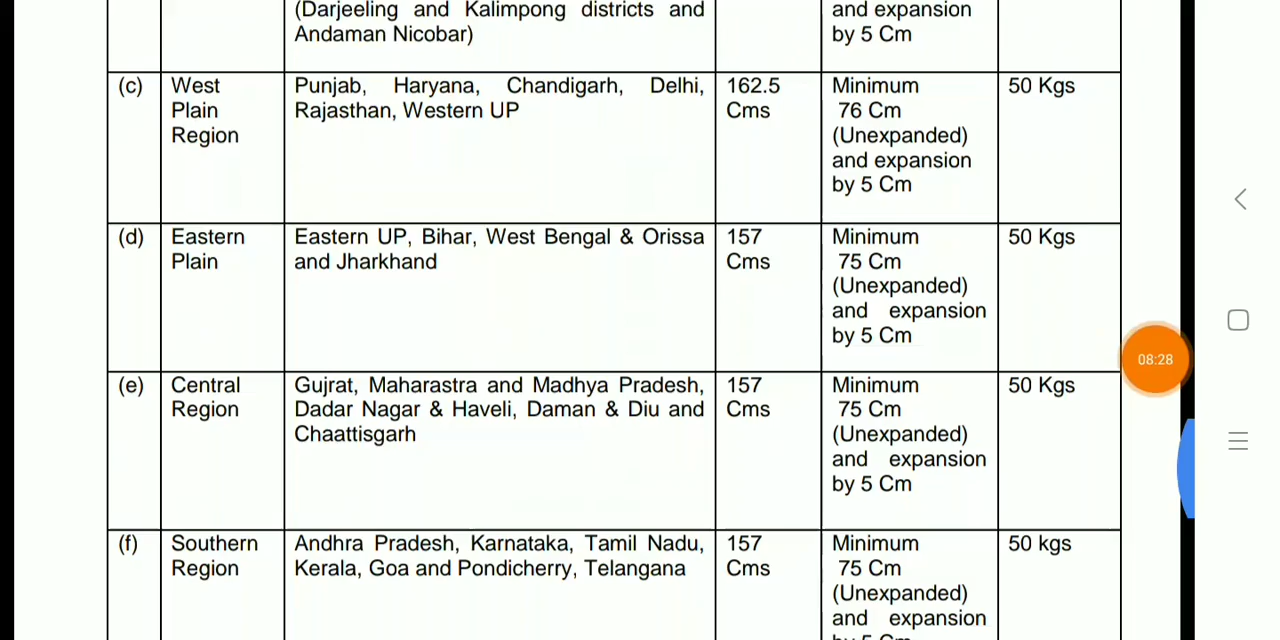 (Darjeeling and Kalimpong districts and
Andaman Nicobar)
and expansion
by 5 Cm
(c)
West
Plain
Region
Punjab, Haryana, Chandigarh, Delhi,
Rajasthan, Western UP
162.5
Cms
Minimum
76 Cm
(Unexpanded)
and expansion
by 5 Cm
50 Kgs
(d)
Eastern
Plain
Eastern UP, Bihar, West Bengal & Orissa
and Jharkhand
157
Cms
Minimum
75 Cm
(Unexpanded)
and expansion
by 5 Cm
50 Kgs
(e)
Central
Region
Gujrat, Maharastra and Madhya Pradesh,
Dadar Nagar & Haveli, Daman & Diu and
Chaattisgarh
157
Cms
Minimum
75 Cm
(Unexpanded)
and expansion
by 5 Cm
50 Kgs
(f)
Southern
Region
Andhra Pradesh, Karnataka, Tamil Nadu,
Kerala, Goa and Pondicherry, Telangana
157
Cms
Minimum
75 Cm
(Unexpanded)
and expansion
by 5 Cm
50 kgs
08:28